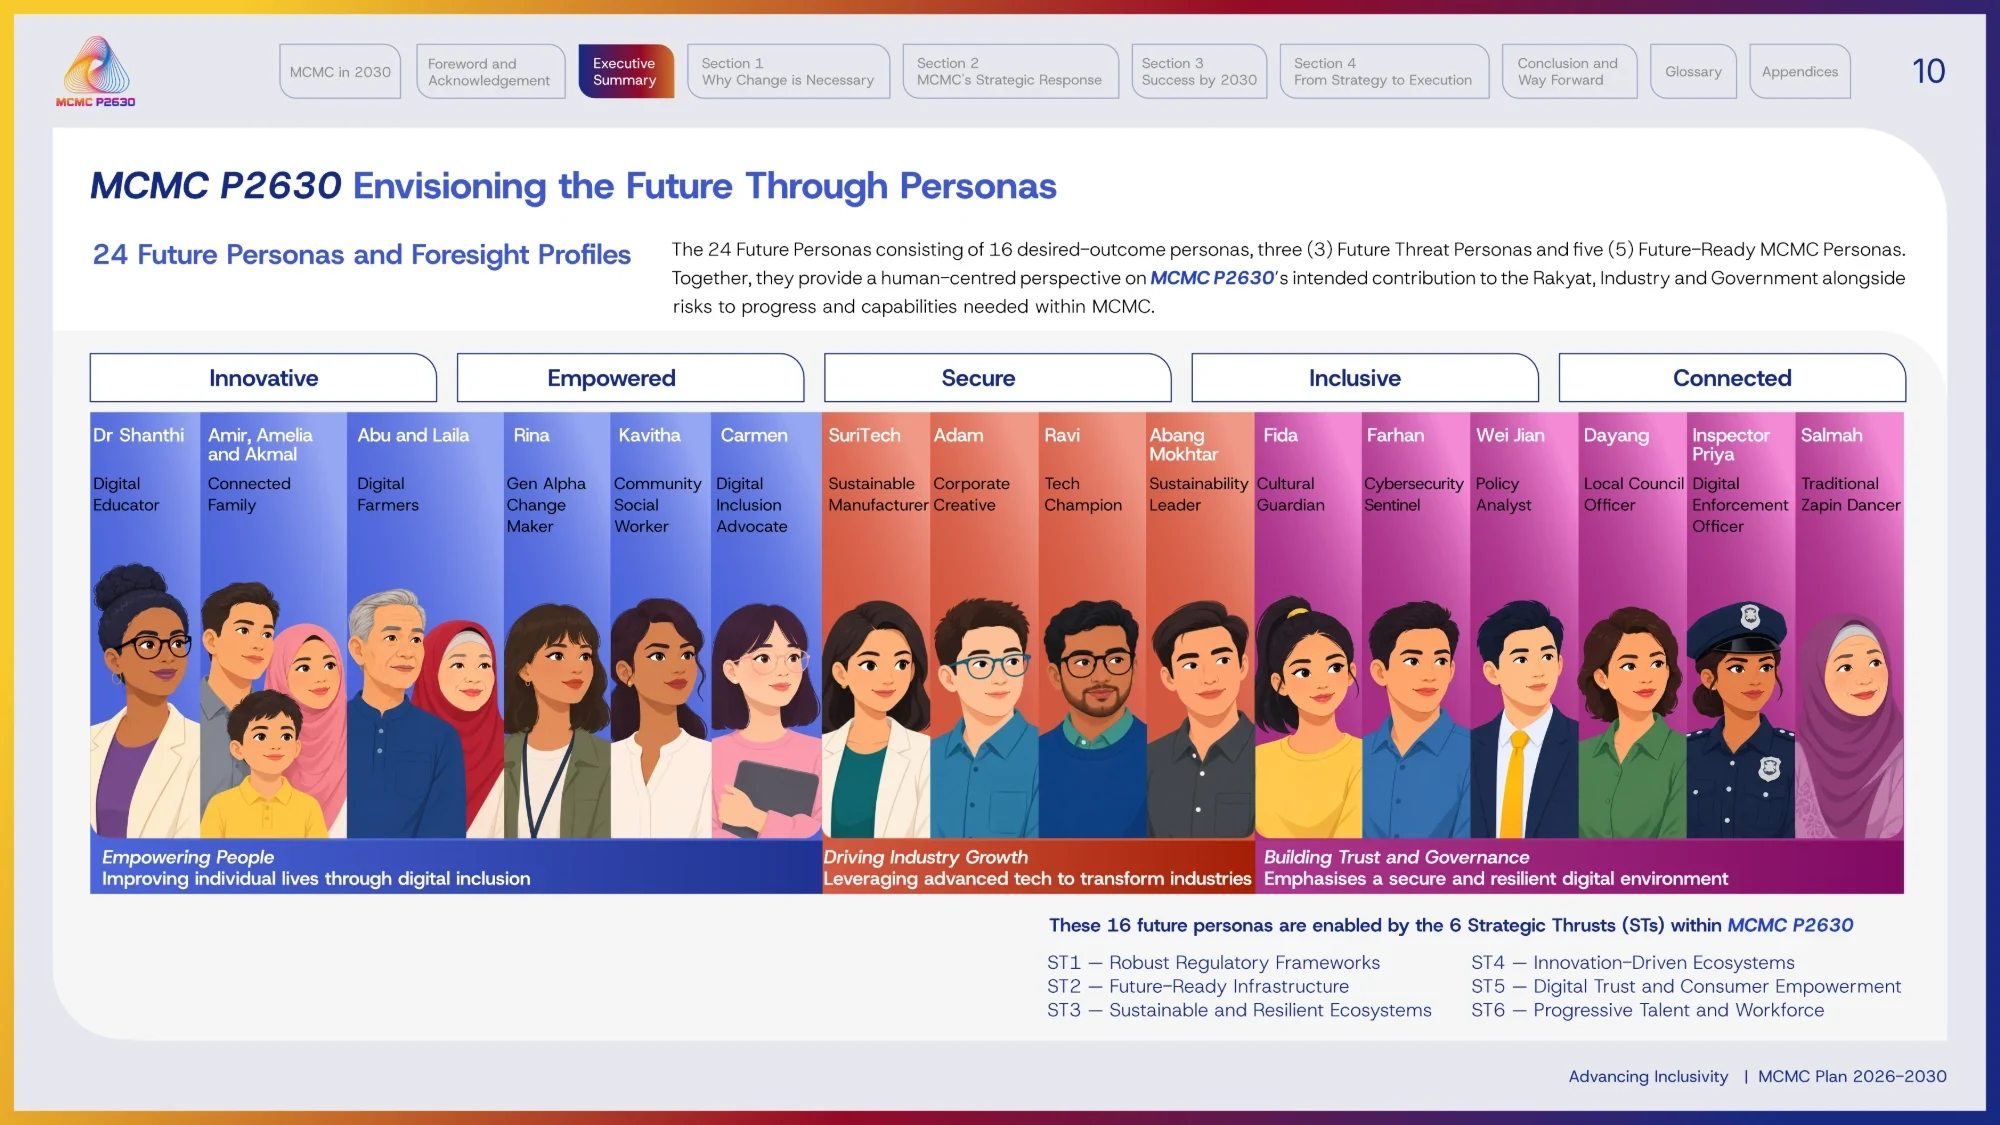 MCMC P2630
MCMC in 2030
Foreword and
Acknowledgement
Executive
Summary
Section 1
Why Change is Necessary
Section 2
MCMC's Strategic Response
Section 3
Success by 2030
Section 4
From Strategy to Execution
Conclusion and
Way Forward
Glossary
Appendices
10
MCMC P2630 Envisioning the Future Through Personas
24 Future Personas and Foresight Profiles
The 24 Future Personas consisting of 16 desired-outcome personas, three (3) Future Threat Personas and five (5) Future-Ready MCMC Personas.
Together, they provide a human-centred perspective on MCMC P2630's intended contribution to the Rakyat, Industry and Government alongside
risks to progress and capabilities needed within MCMC.
Innovative
Empowered
Secure
Inclusive
Connected
Dr Shanthi
Digital
Educator
Amir, Amelia
and Akmal
Connected
Family
Abu and Laila
Digital
Farmers
Rina
Gen Alpha
Change
Maker
Kavitha
Community
Social
Worker
Carmen
Digital
Inclusion
Advocate
SuriTech
Sustainable
Manufacturer
Adam
Corporate
Creative
Ravi
Tech
Champion
Abang
Mokhtar
Sustainability
Leader
Fida
Cultural
Guardian
Farhan
Cybersecurity
Sentinel
Wei Jian
Policy
Analyst
Dayang
Local Council
Officer
Inspector
Priya
Digital
Enforcement
Officer
Salmah
Traditional
Zapin Dancer
Empowering People
Improving individual lives through digital inclusion
Driving Industry Growth
Leveraging advanced tech to transform industries
Building Trust and Governance
Emphasises a secure and resilient digital environment
These 16 future personas are enabled by the 6 Strategic Thrusts (STs) within MCMC P2630
ST1 — Robust Regulatory Frameworks
ST2 — Future-Ready Infrastructure
ST3 — Sustainable and Resilient Ecosystems
ST4 — Innovation-Driven Ecosystems
ST5 — Digital Trust and Consumer Empowerment
ST6 — Progressive Talent and Workforce
Advancing Inclusivity | MCMC Plan 2026-2030